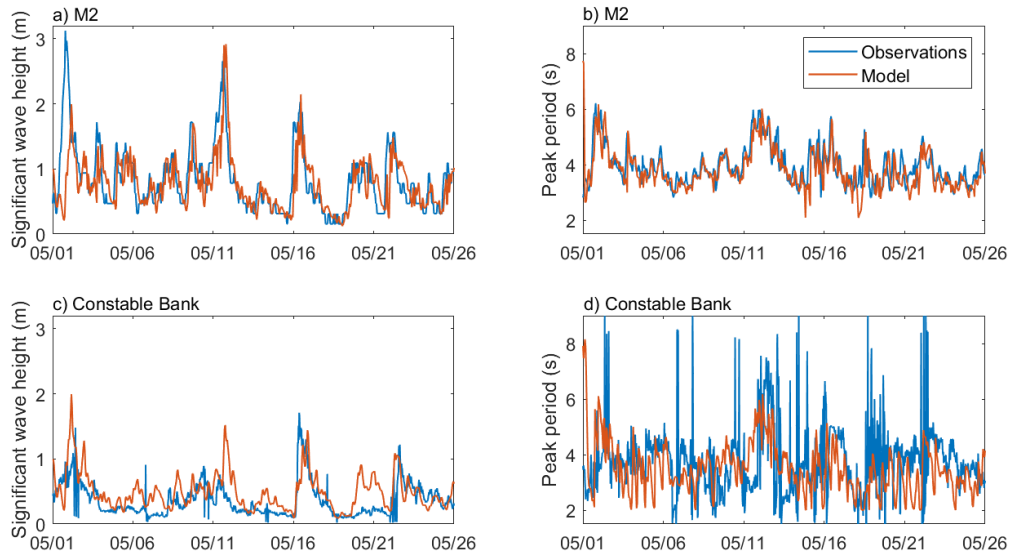 a) M2
Significant wave height (m)
3
2
1
0
05/01 05/06 05/11 05/16 05/21 05/26
b) M2
Peak period (s)
8
6
4
2
Observations
Model
05/01 05/06 05/11 05/16 05/21 05/26
c) Constable Bank
Significant wave height (m)
3
2
1
0
05/01 05/06 05/11 05/16 05/21 05/26
d) Constable Bank
Peak period (s)
8
6
4
2
05/01 05/06 05/11 05/16 05/21 05/26